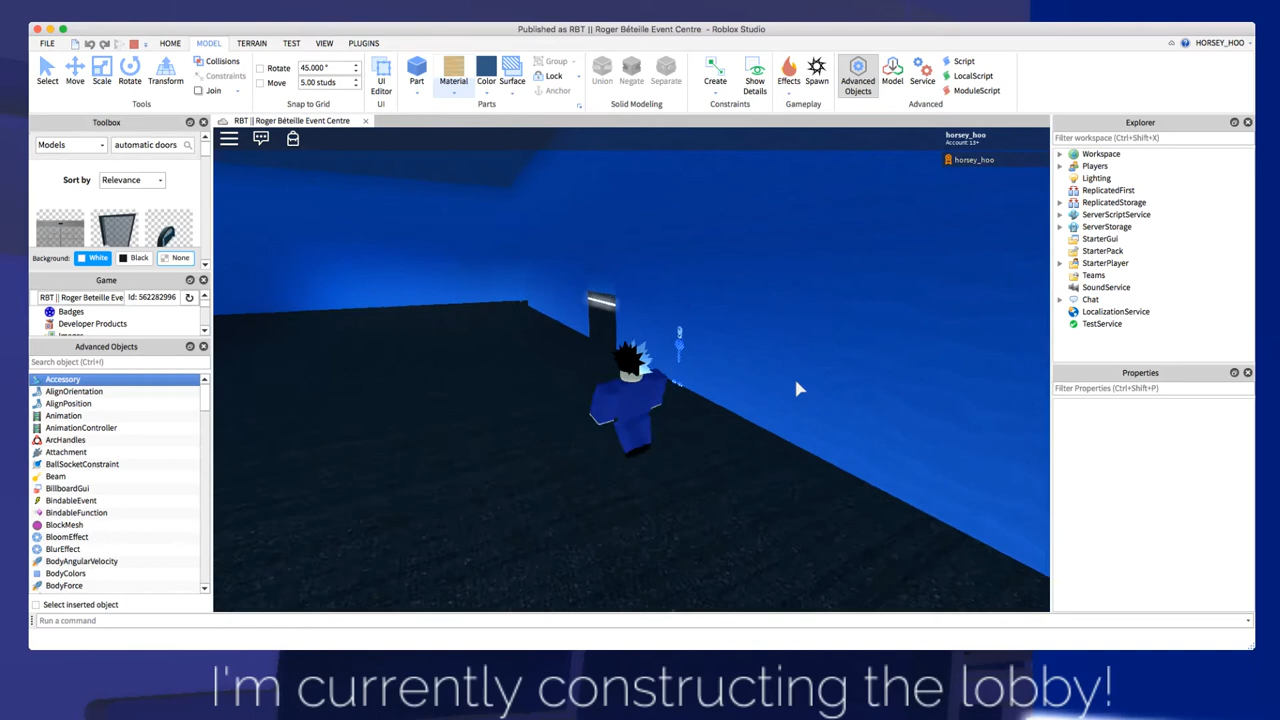 Published as RBT || Roger Béteille Event Centre - Roblox Studio
FILE HOME MODEL TERRAIN TEST VIEW PLUGINS HORSEY_HOO
Select Move Scale Rotate Transform
Collisions
Constraints
Join
Tools
Rotate 45.000 °
Move 5.00 studs
Snap to Grid
UI
Editor
UI
Part Material Color Surface
Group
Lock
Anchor
Parts
Union Negate Separate
Solid Modeling
Create Show
Details
Constraints
Effects Spawn
Gameplay
Advanced
Objects
Model Service
Script
LocalScript
ModuleScript
Advanced
Toolbox
Models automatic doors
Sort by Relevance
Background: White Black None
Game
RBT || Roger Beteille Eve Id: 562282996
Badges
Developer Products
Advanced Objects
Search object (Ctrl+I)
Accessory
AlignOrientation
AlignPosition
Animation
AnimationController
ArcHandles
Attachment
BallSocketConstraint
Beam
BillboardGui
BindableEvent
BindableFunction
BlockMesh
BloomEffect
BlurEffect
BodyAngularVelocity
BodyColors
BodyForce
Select inserted object
Run a command
RBT || Roger Béteille Event Centre
horsey_hoo
Account: 13+
horsey_hoo
Explorer
Filter workspace (Ctrl+Shift+X)
Workspace
Players
Lighting
ReplicatedFirst
ReplicatedStorage
ServerScriptService
ServerStorage
StarterGui
StarterPack
StarterPlayer
Teams
SoundService
Chat
LocalizationService
TestService
Properties
Filter Properties (Ctrl+Shift+P)
I'm currently constructing the lobby!